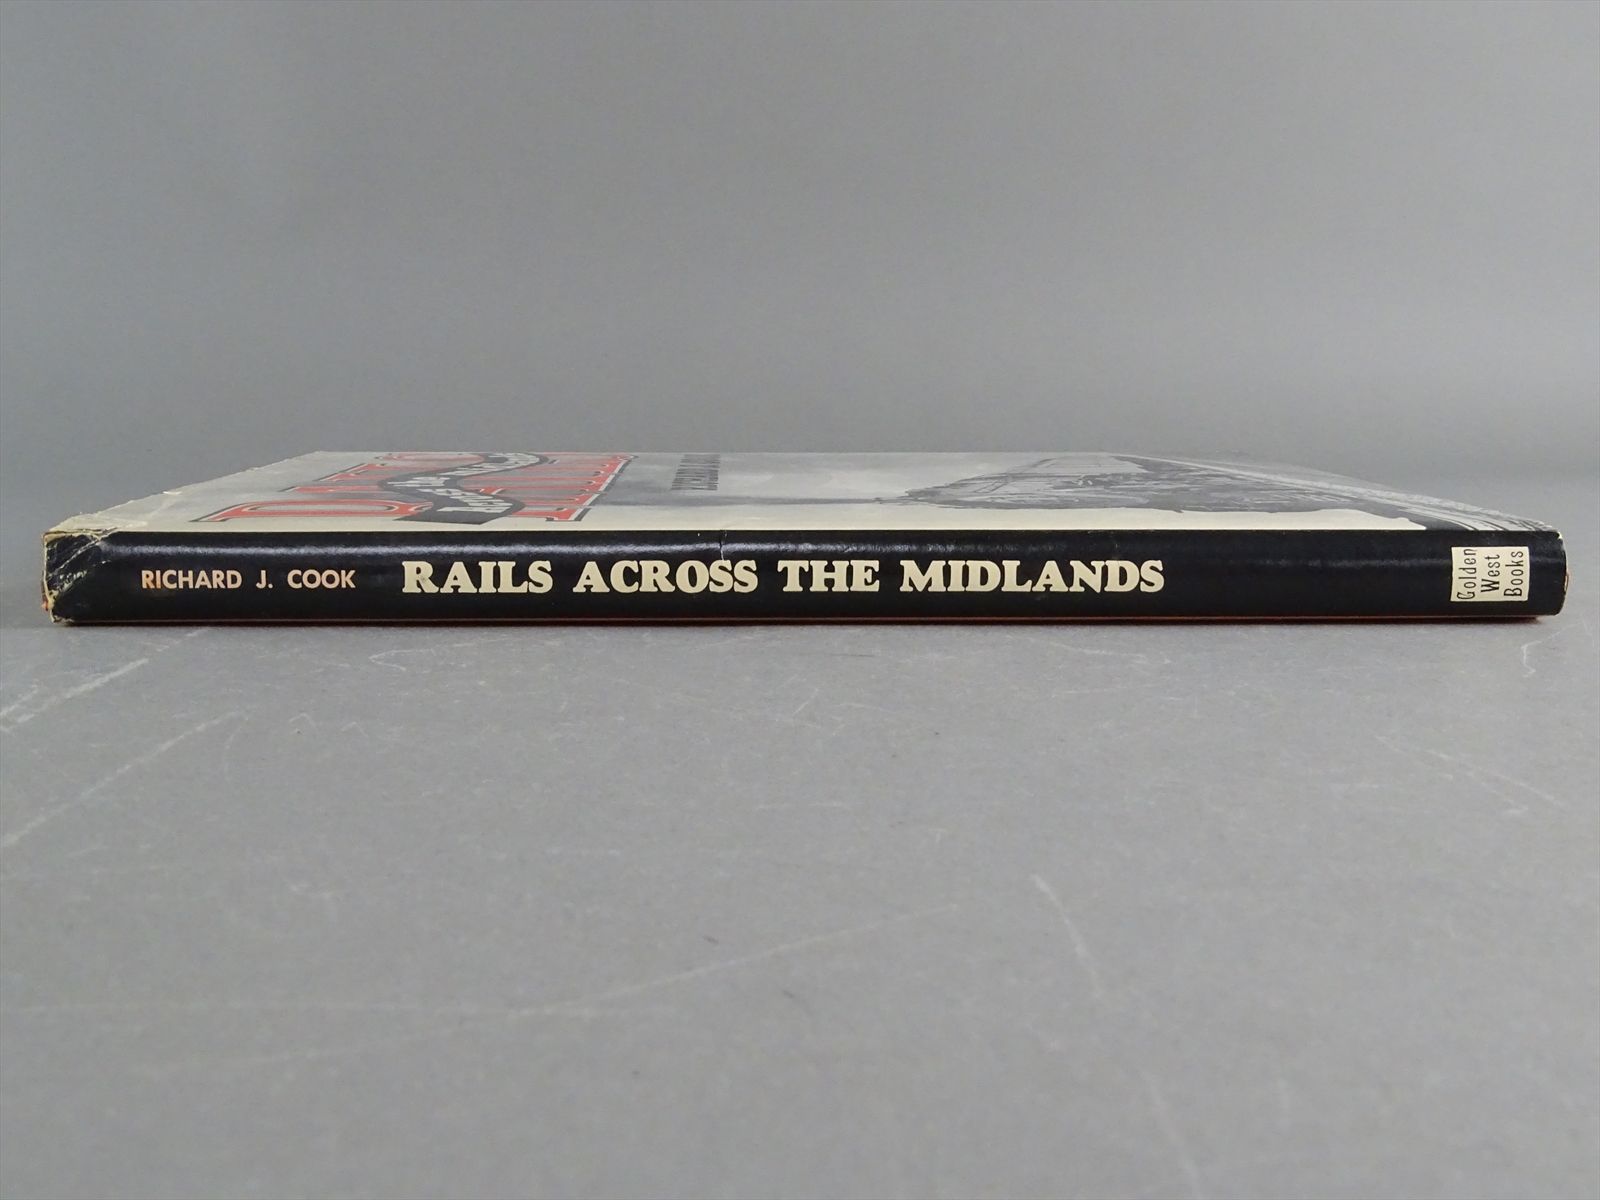 RICHARD J. COOK RAILS ACROSS THE MIDLANDS
Golden
West
Books